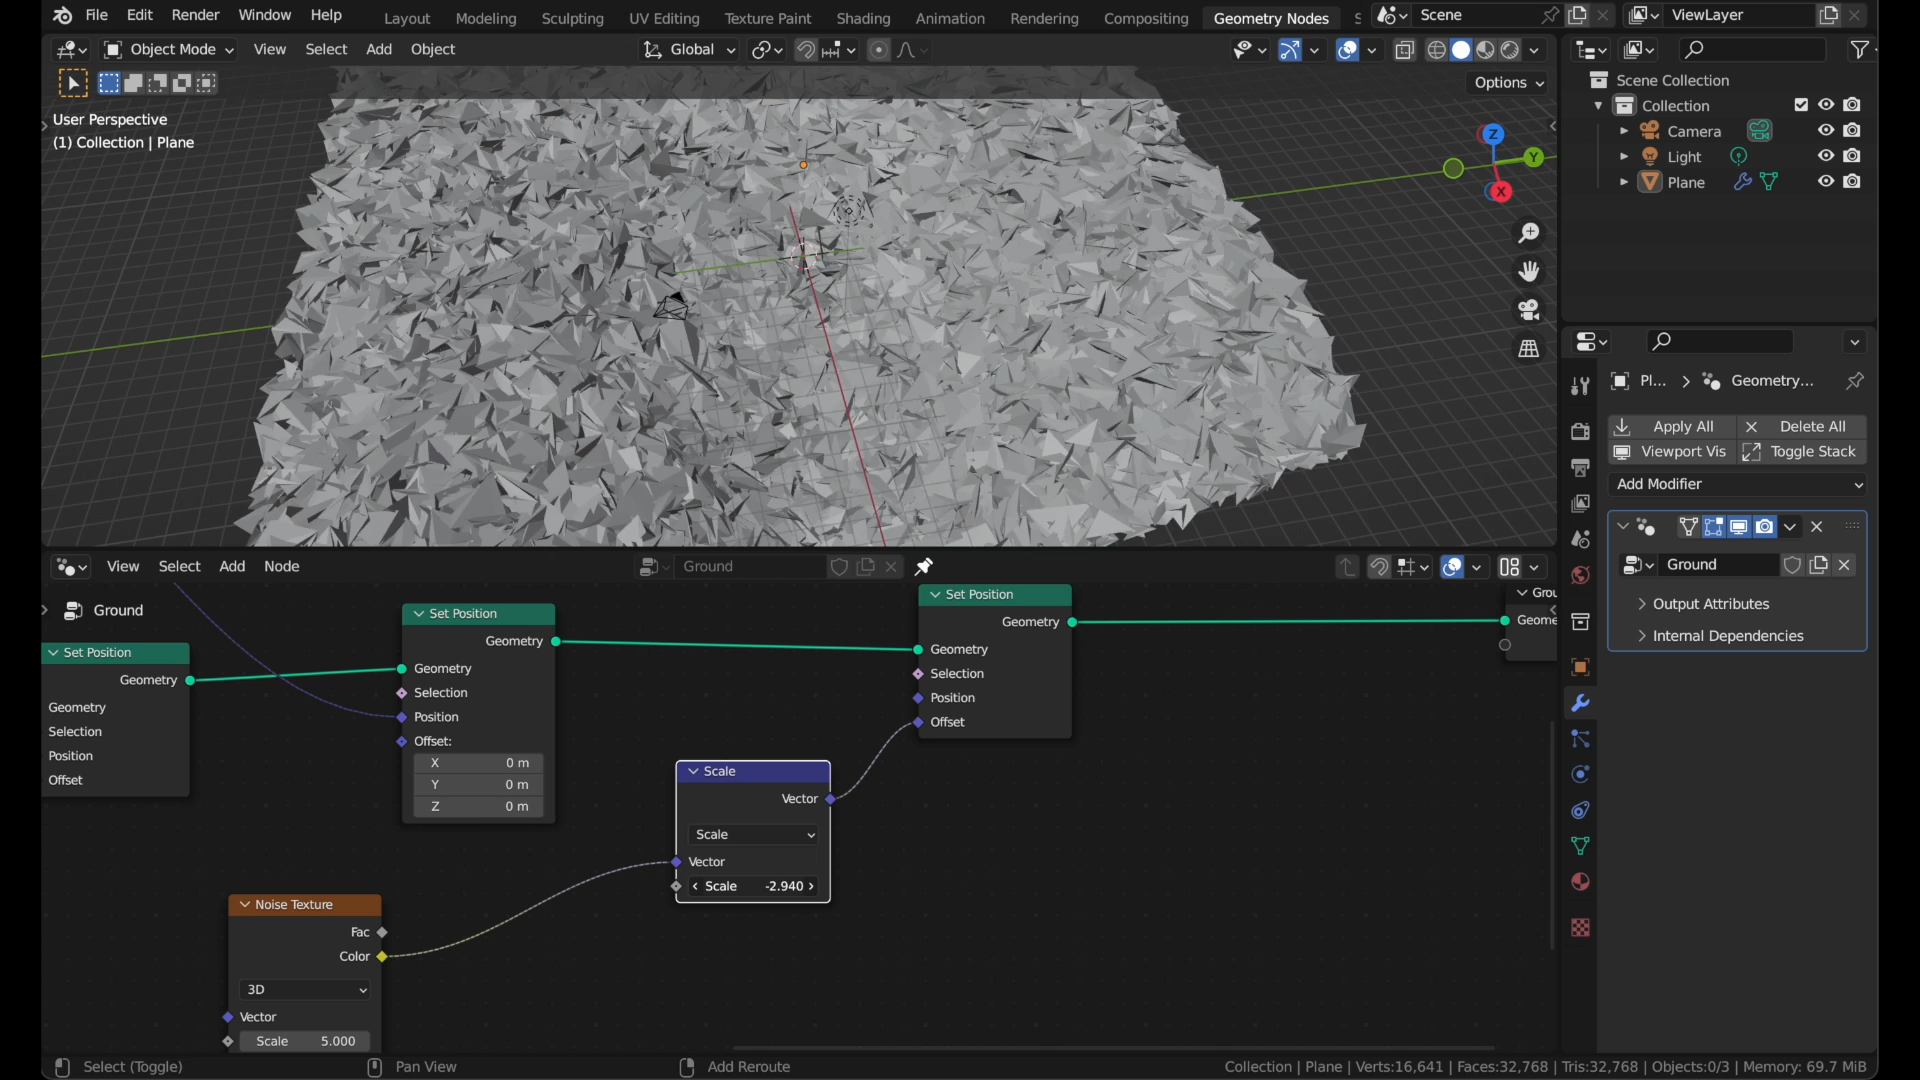 File Edit Render Window Help Layout Modeling Sculpting UV Editing Texture Paint Shading Animation Rendering Compositing Geometry Nodes Scene ViewLayer
Object Mode View Select Add Object Global
Options
User Perspective
(1) Collection | Plane
Z
Y
X
Scene Collection
Collection
Camera
Light
Plane
Pl... Geometry...
Apply All Delete All
Viewport Vis Toggle Stack
Add Modifier
Ground
Output Attributes
Internal Dependencies
View Select Add Node Ground
Ground
Set Position
Geometry
Geometry
Selection
Position
Offset
Set Position
Geometry
Geometry
Selection
Position
Offset:
X 0 m
Y 0 m
Z 0 m
Set Position
Geometry
Geometry
Selection
Position
Offset
Grou
Geome
Scale
Vector
Scale
Vector
Scale -2.940
Noise Texture
Fac
Color
3D
Vector
Scale 5.000
Select (Toggle) Pan View Add Reroute Collection | Plane | Verts:16,641 | Faces:32,768 | Tris:32,768 | Objects:0/3 | Memory: 69.7 MiB